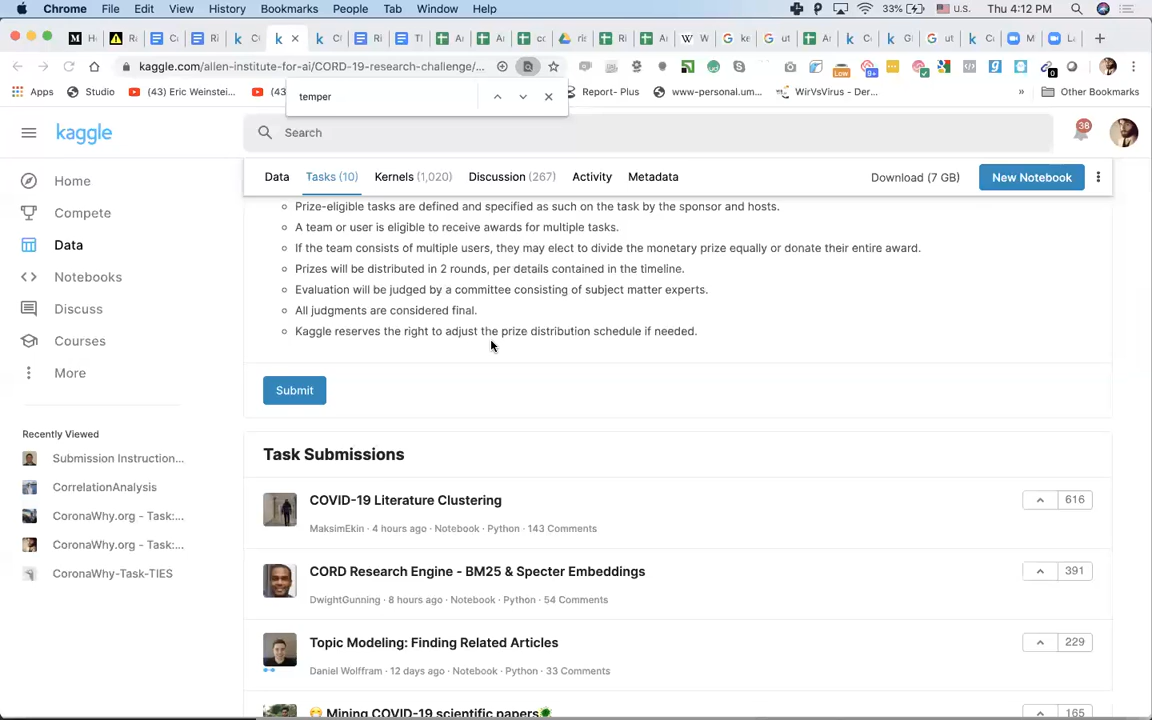 Chrome File Edit View History Bookmarks People Tab Window Help 33% U.S. Thu 4:12 PM
kaggle.com/allen-institute-for-ai/CORD-19-research-challenge/...
Low 9+ 0
Apps Studio (43) Eric Weinstei... (43) Report- Plus www-personal.um... WirVsVirus - Der... » Other Bookmarks
temper
kaggle
Search
38
Data Tasks (10) Kernels (1,020) Discussion (267) Activity Metadata Download (7 GB) New Notebook
Home
Compete
Data
Notebooks
Discuss
Courses
More
Recently Viewed
Submission Instruction...
CorrelationAnalysis
CoronaWhy.org - Task:...
CoronaWhy.org - Task:...
CoronaWhy-Task-TIES
Prize-eligible tasks are defined and specified as such on the task by the sponsor and hosts.
A team or user is eligible to receive awards for multiple tasks.
If the team consists of multiple users, they may elect to divide the monetary prize equally or donate their entire award.
Prizes will be distributed in 2 rounds, per details contained in the timeline.
Evaluation will be judged by a committee consisting of subject matter experts.
All judgments are considered final.
Kaggle reserves the right to adjust the prize distribution schedule if needed.
Submit
Task Submissions
COVID-19 Literature Clustering
616
MaksimEkin · 4 hours ago · Notebook · Python · 143 Comments
CORD Research Engine - BM25 & Specter Embeddings
391
DwightGunning · 8 hours ago · Notebook · Python · 54 Comments
Topic Modeling: Finding Related Articles
229
Daniel Wolffram · 12 days ago · Notebook · Python · 33 Comments
Mining COVID-19 scientific papers
165